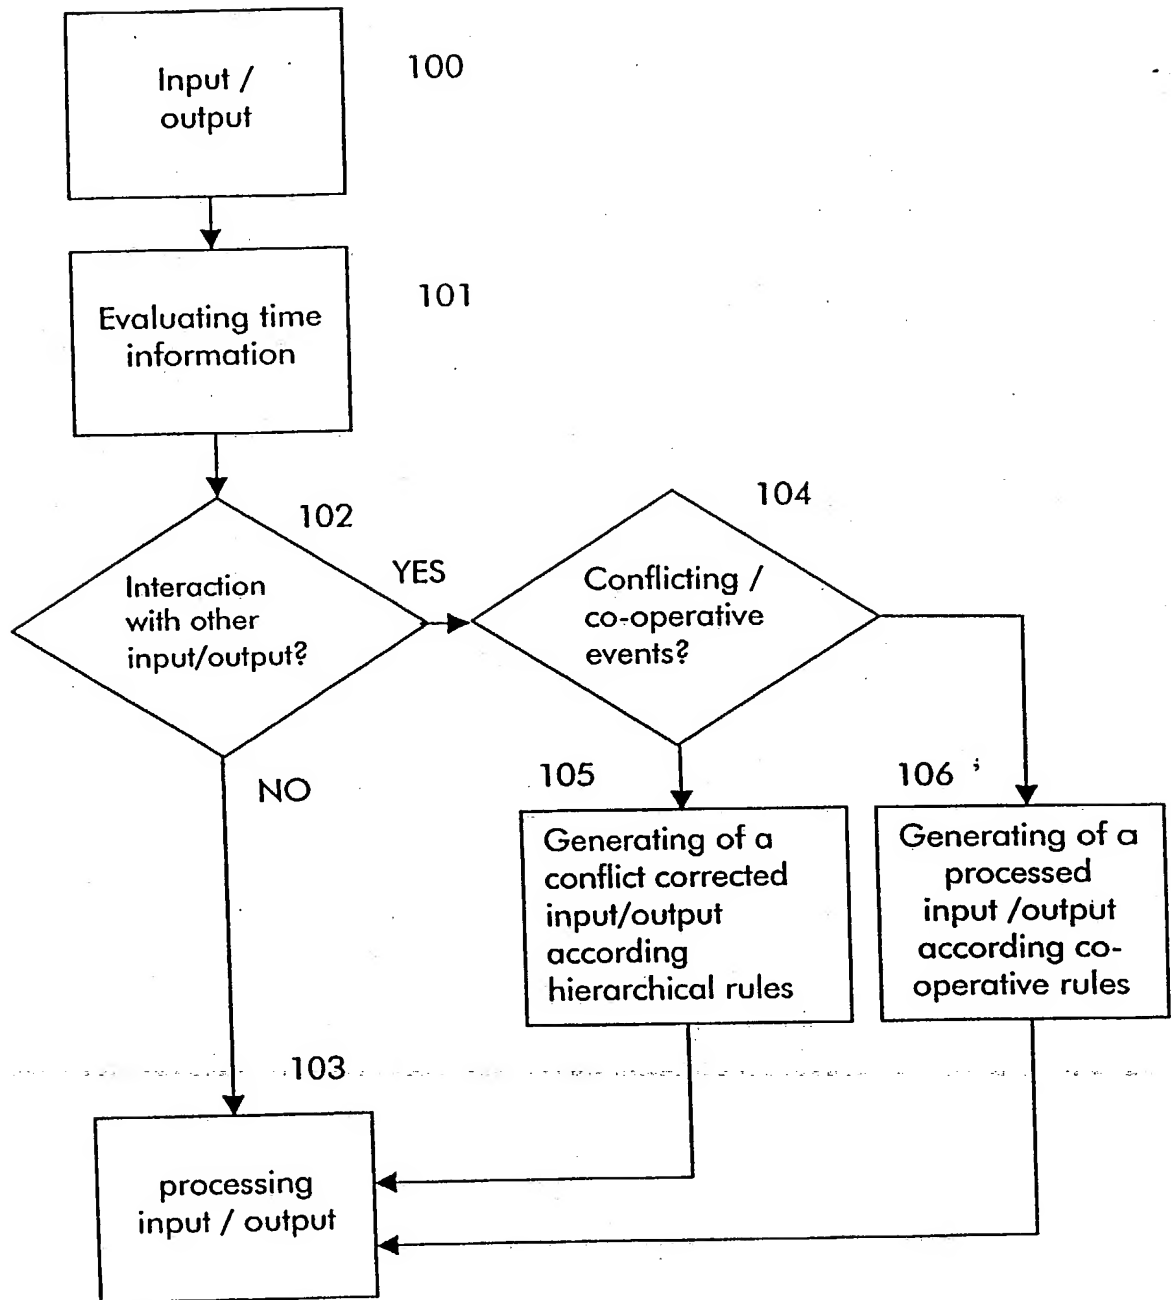 Input /
output
100
Evaluating time
information
101
102
Interaction
with other
input/output?
YES
104
Conflicting /
co-operative
events?
NO
105
Generating of a
conflict corrected
input/output
according
hierarchical rules
106
Generating of a
processed
input /output
according co-
operative rules
103
processing
input / output